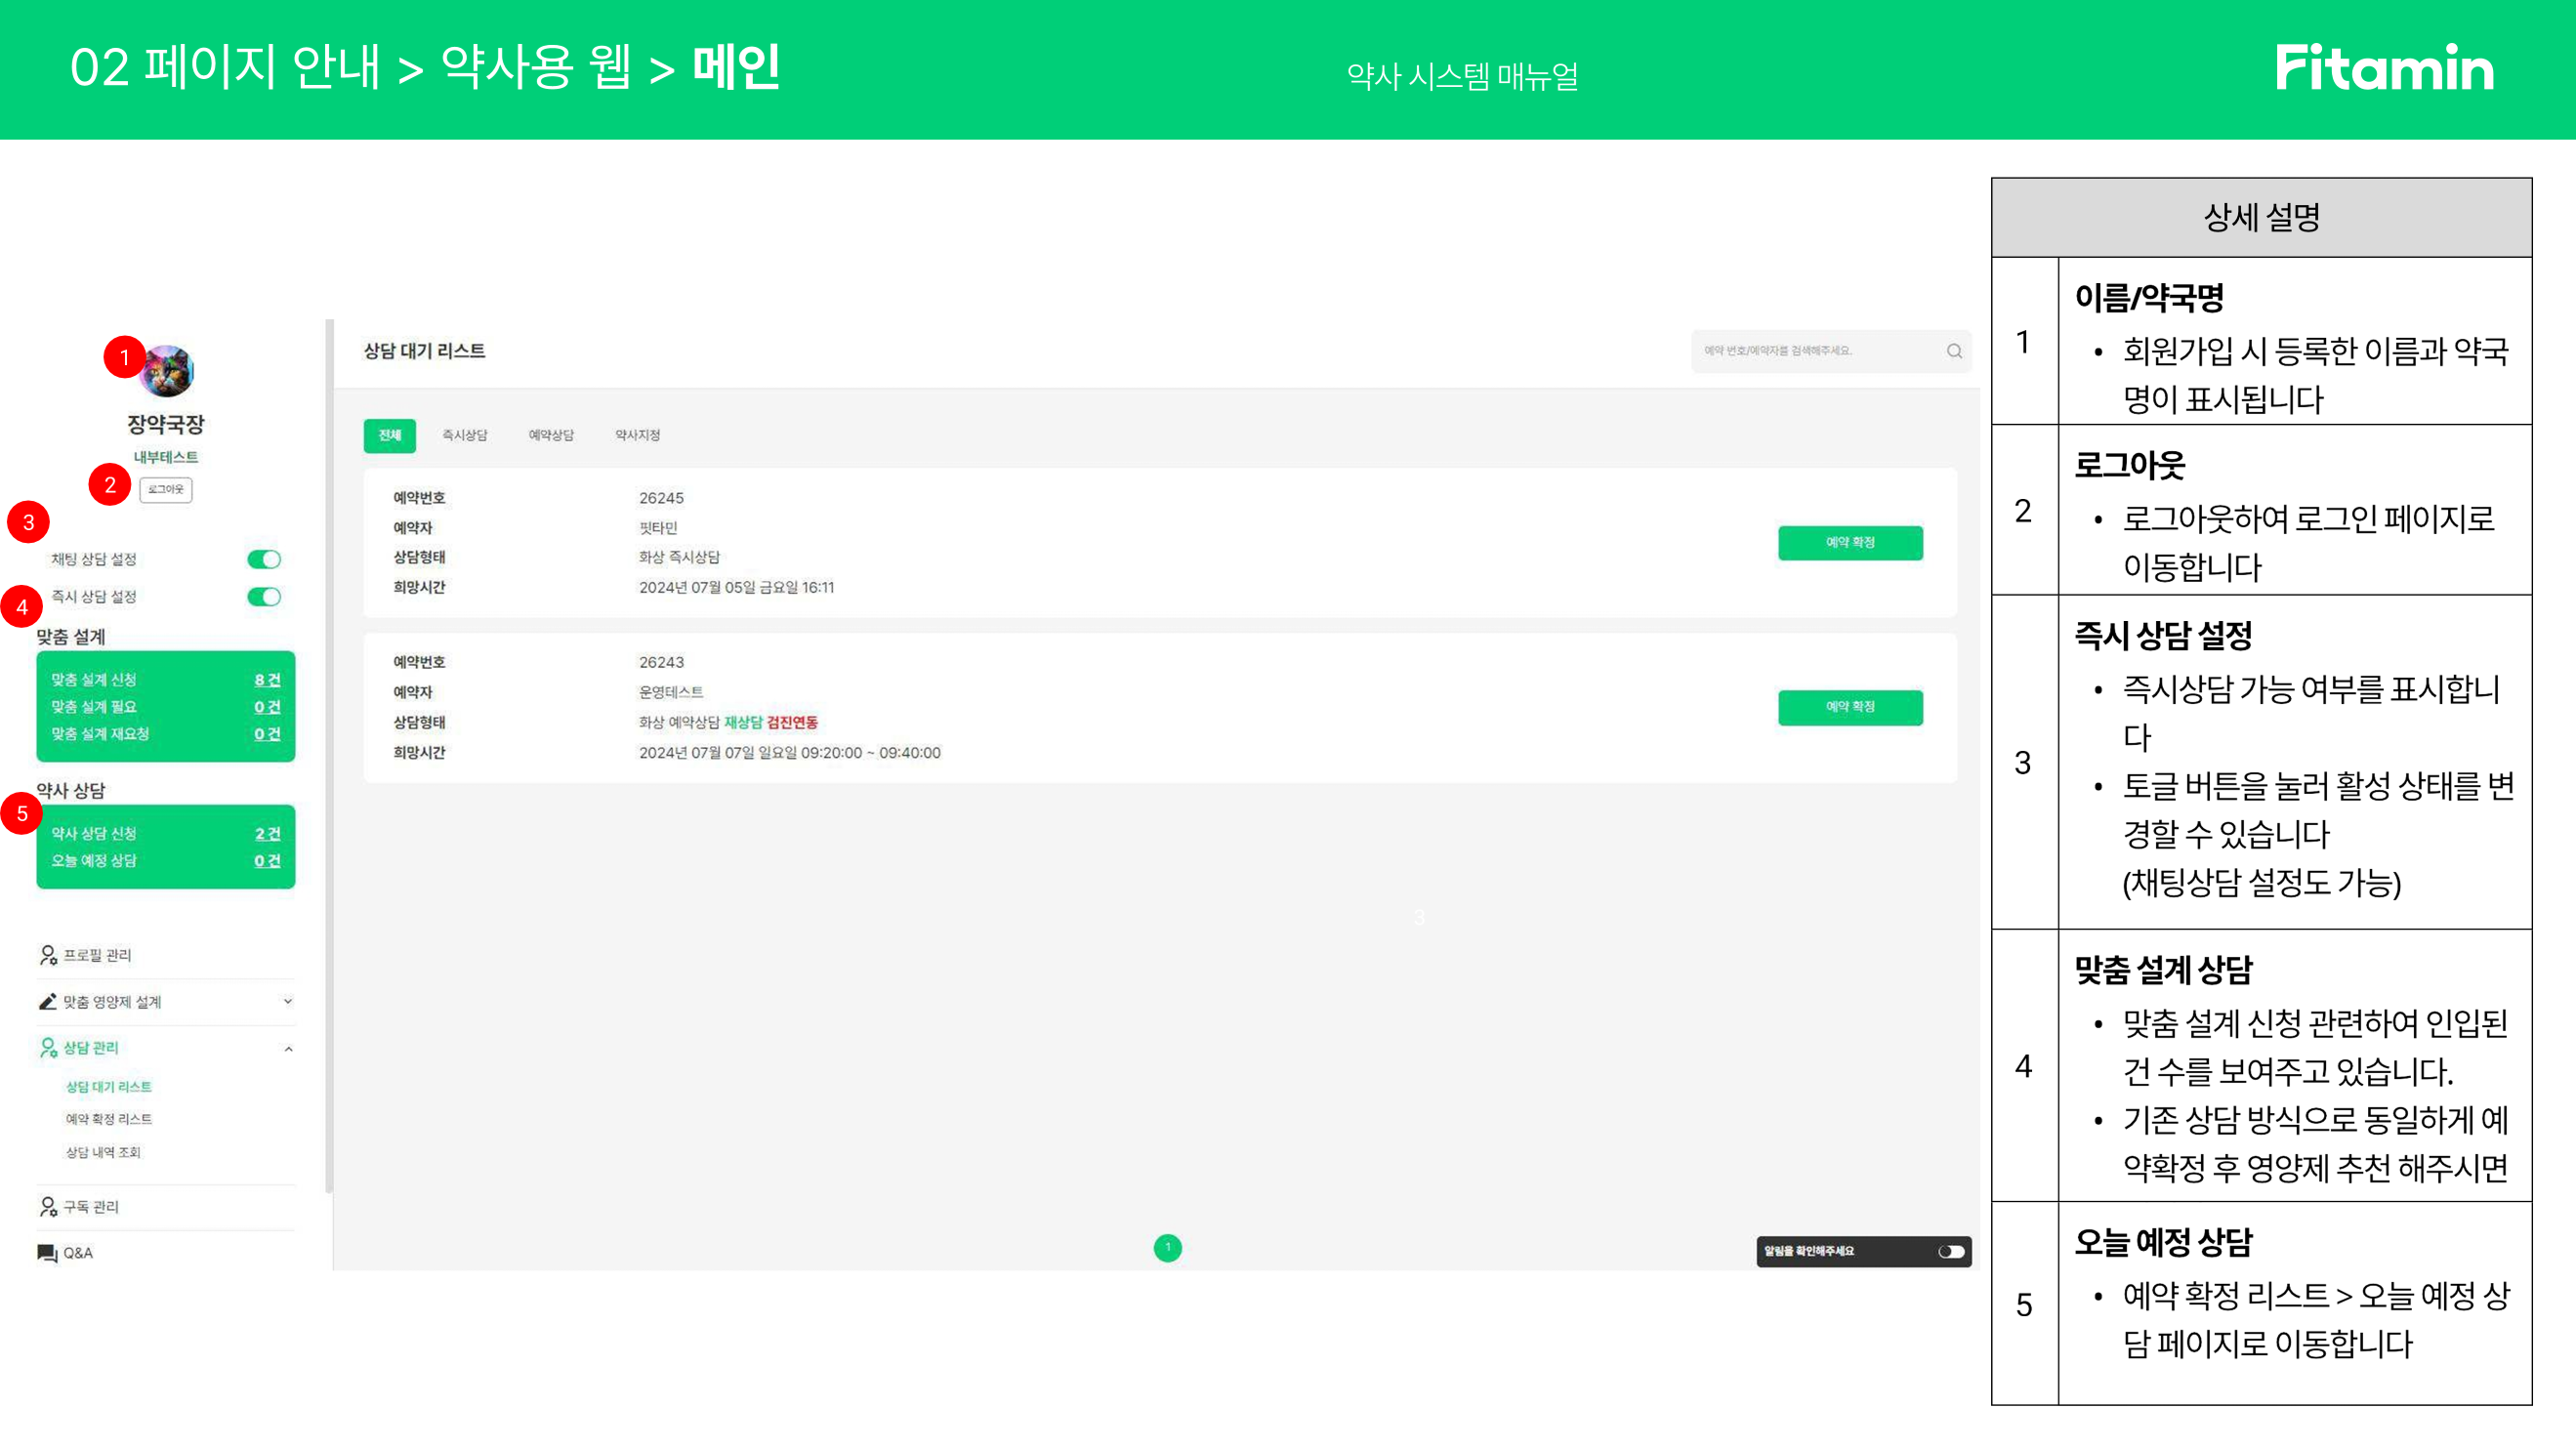 02 페이지 안내 > 약사용 웹 > 메인
약사 시스템 매뉴얼
Fitamin
1
장약국장
내부테스트
2
로그아웃
3
채팅 상담 설정
4
즉시 상담 설정
맞춤 설계
맞춤 설계 신청 8 건
맞춤 설계 필요 0 건
맞춤 설계 재요청 0 건
약사 상담
5
약사 상담 신청 2 건
오늘 예정 상담 0 건
프로필 관리
맞춤 영양제 설계
상담 관리
상담 대기 리스트
예약 확정 리스트
상담 내역 조회
구독 관리
Q&A
상담 대기 리스트
예약 번호/예약자를 검색해주세요.
전체 즉시상담 예약상담 약사지정
예약번호 26245
예약자 핏타민
상담형태 화상 즉시상담
희망시간 2024년 07월 05일 금요일 16:11
예약 확정
예약번호 26243
예약자 운영테스트
상담형태 화상 예약상담 재상담 검진연동
희망시간 2024년 07월 07일 일요일 09:20:00 ~ 09:40:00
예약 확정
3
1
알림을 확인해주세요
상세 설명
1
이름/약국명
• 회원가입 시 등록한 이름과 약국
명이 표시됩니다
2
로그아웃
• 로그아웃하여 로그인 페이지로
이동합니다
3
즉시 상담 설정
• 즉시상담 가능 여부를 표시합니
다
• 토글 버튼을 눌러 활성 상태를 변
경할 수 있습니다
(채팅상담 설정도 가능)
4
맞춤 설계 상담
• 맞춤 설계 신청 관련하여 인입된
건 수를 보여주고 있습니다.
• 기존 상담 방식으로 동일하게 예
약확정 후 영양제 추천 해주시면
5
오늘 예정 상담
• 예약 확정 리스트 > 오늘 예정 상
담 페이지로 이동합니다